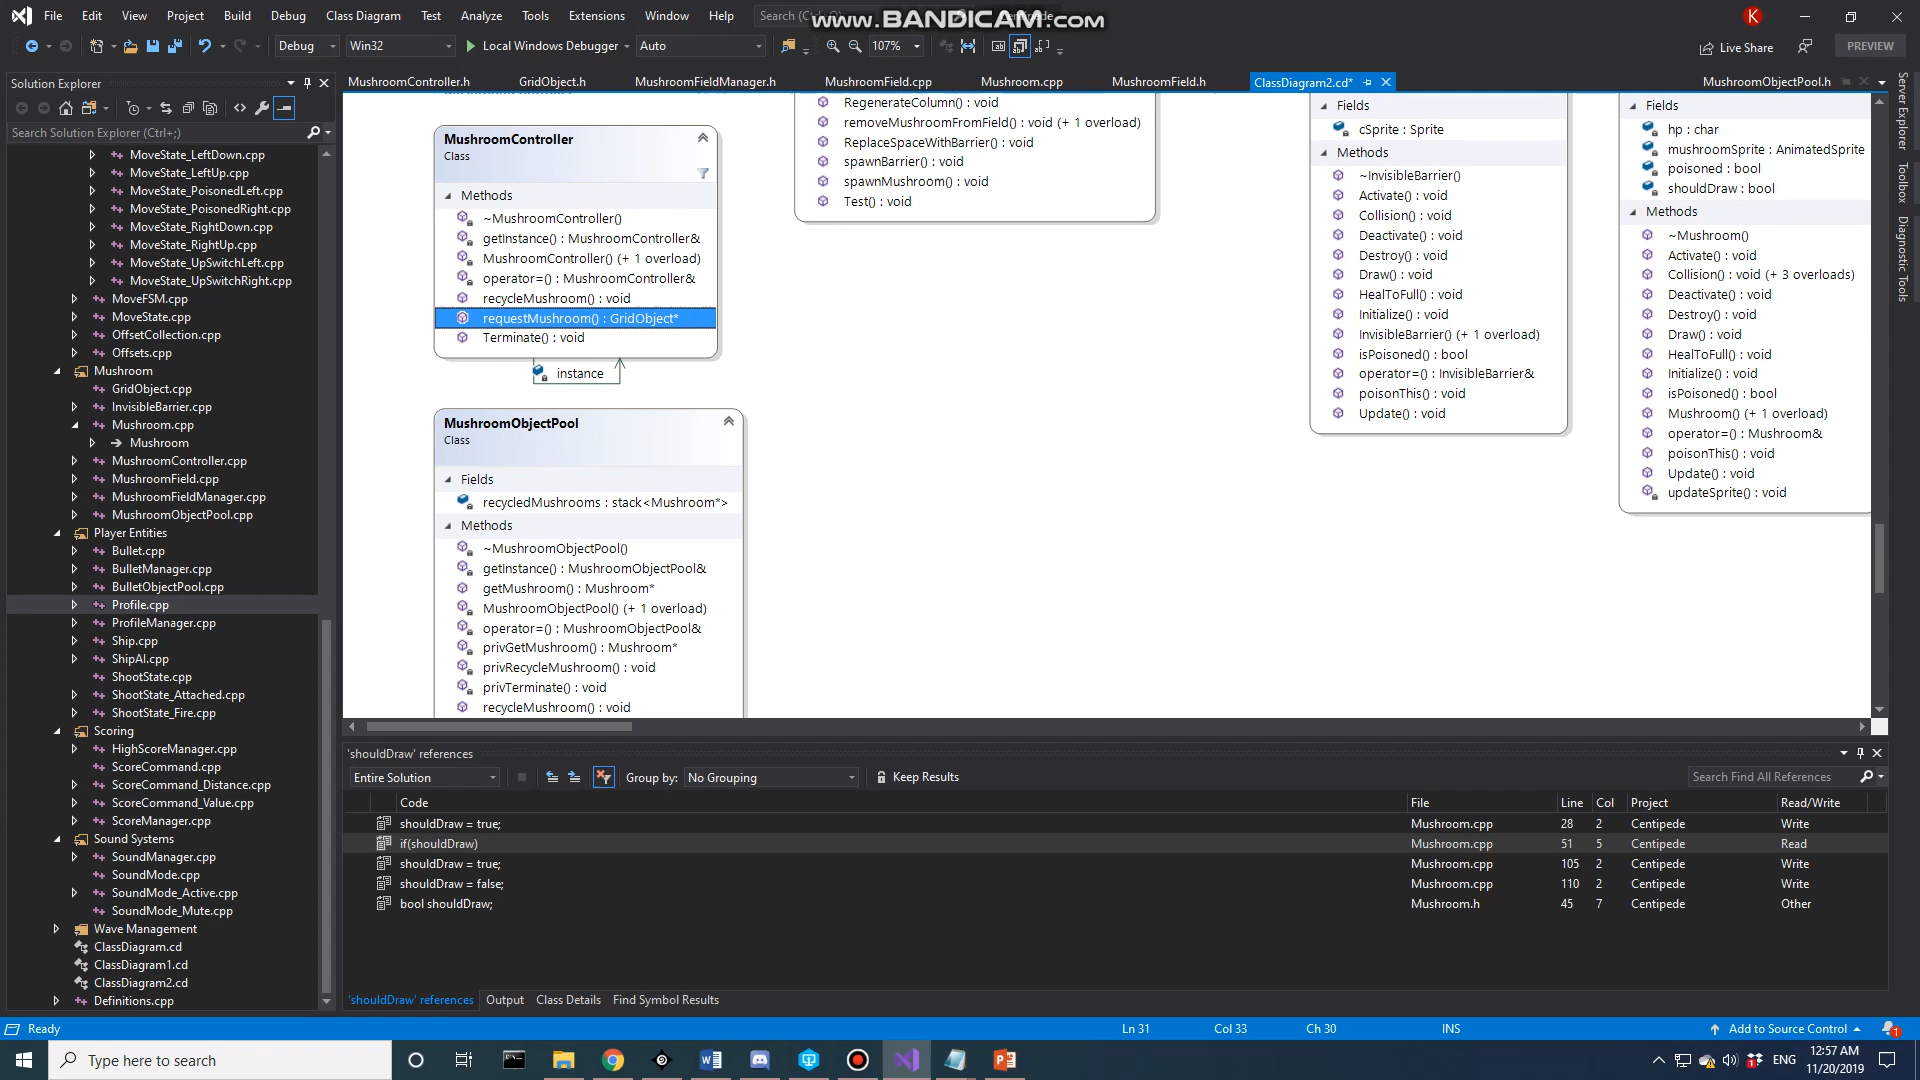 File Edit View Project Build Debug Class Diagram Test Analyze Tools Extensions Window Help
www.BANDICAM.com
K
Debug Win32 Local Windows Debugger Auto 107% Live Share PREVIEW
Solution Explorer
Search Solution Explorer (Ctrl+;)
MoveState_LeftDown.cpp
MoveState_LeftUp.cpp
MoveState_PoisonedLeft.cpp
MoveState_PoisonedRight.cpp
MoveState_RightDown.cpp
MoveState_RightUp.cpp
MoveState_UpSwitchLeft.cpp
MoveState_UpSwitchRight.cpp
MoveFSM.cpp
MoveState.cpp
OffsetCollection.cpp
Offsets.cpp
Mushroom
GridObject.cpp
InvisibleBarrier.cpp
Mushroom.cpp
Mushroom
MushroomController.cpp
MushroomField.cpp
MushroomFieldManager.cpp
MushroomObjectPool.cpp
Player Entities
Bullet.cpp
BulletManager.cpp
BulletObjectPool.cpp
Profile.cpp
ProfileManager.cpp
Ship.cpp
ShipAI.cpp
ShootState.cpp
ShootState_Attached.cpp
ShootState_Fire.cpp
Scoring
HighScoreManager.cpp
ScoreCommand.cpp
ScoreCommand_Distance.cpp
ScoreCommand_Value.cpp
ScoreManager.cpp
Sound Systems
SoundManager.cpp
SoundMode.cpp
SoundMode_Active.cpp
SoundMode_Mute.cpp
Wave Management
ClassDiagram.cd
ClassDiagram1.cd
ClassDiagram2.cd
Definitions.cpp
MushroomController.h GridObject.h MushroomFieldManager.h MushroomField.cpp Mushroom.cpp MushroomField.h ClassDiagram2.cd* MushroomObjectPool.h
MushroomController
Class
Methods
~MushroomController()
getInstance() : MushroomController&
MushroomController() (+ 1 overload)
operator=() : MushroomController&
recycleMushroom() : void
requestMushroom() : GridObject*
Terminate() : void
instance
MushroomObjectPool
Class
Fields
recycledMushrooms : stack<Mushroom*>
Methods
~MushroomObjectPool()
getInstance() : MushroomObjectPool&
getMushroom() : Mushroom*
MushroomObjectPool() (+ 1 overload)
operator=() : MushroomObjectPool&
privGetMushroom() : Mushroom*
privRecycleMushroom() : void
privTerminate() : void
recycleMushroom() : void
RegenerateColumn() : void
removeMushroomFromField() : void (+ 1 overload)
ReplaceSpaceWithBarrier() : void
spawnBarrier() : void
spawnMushroom() : void
Test() : void
Fields
cSprite : Sprite
Methods
~InvisibleBarrier()
Activate() : void
Collision() : void
Deactivate() : void
Destroy() : void
Draw() : void
HealToFull() : void
Initialize() : void
InvisibleBarrier() (+ 1 overload)
isPoisoned() : bool
operator=() : InvisibleBarrier&
poisonThis() : void
Update() : void
Fields
hp : char
mushroomSprite : AnimatedSprite
poisoned : bool
shouldDraw : bool
Methods
~Mushroom()
Activate() : void
Collision() : void (+ 3 overloads)
Deactivate() : void
Destroy() : void
Draw() : void
HealToFull() : void
Initialize() : void
isPoisoned() : bool
Mushroom() (+ 1 overload)
operator=() : Mushroom&
poisonThis() : void
Update() : void
updateSprite() : void
Server Explorer
Toolbox
Diagnostic Tools
'shouldDraw' references
Entire Solution Group by: No Grouping Keep Results Search Find All References
Code File Line Col Project Read/Write
shouldDraw = true; Mushroom.cpp 28 2 Centipede Write
if(shouldDraw) Mushroom.cpp 51 5 Centipede Read
shouldDraw = true; Mushroom.cpp 105 2 Centipede Write
shouldDraw = false; Mushroom.cpp 110 2 Centipede Write
bool shouldDraw; Mushroom.h 45 7 Centipede Other
'shouldDraw' references Output Class Details Find Symbol Results
Ready Ln 31 Col 33 Ch 30 INS Add to Source Control 1
Type here to search
ENG 12:57 AM
11/20/2019